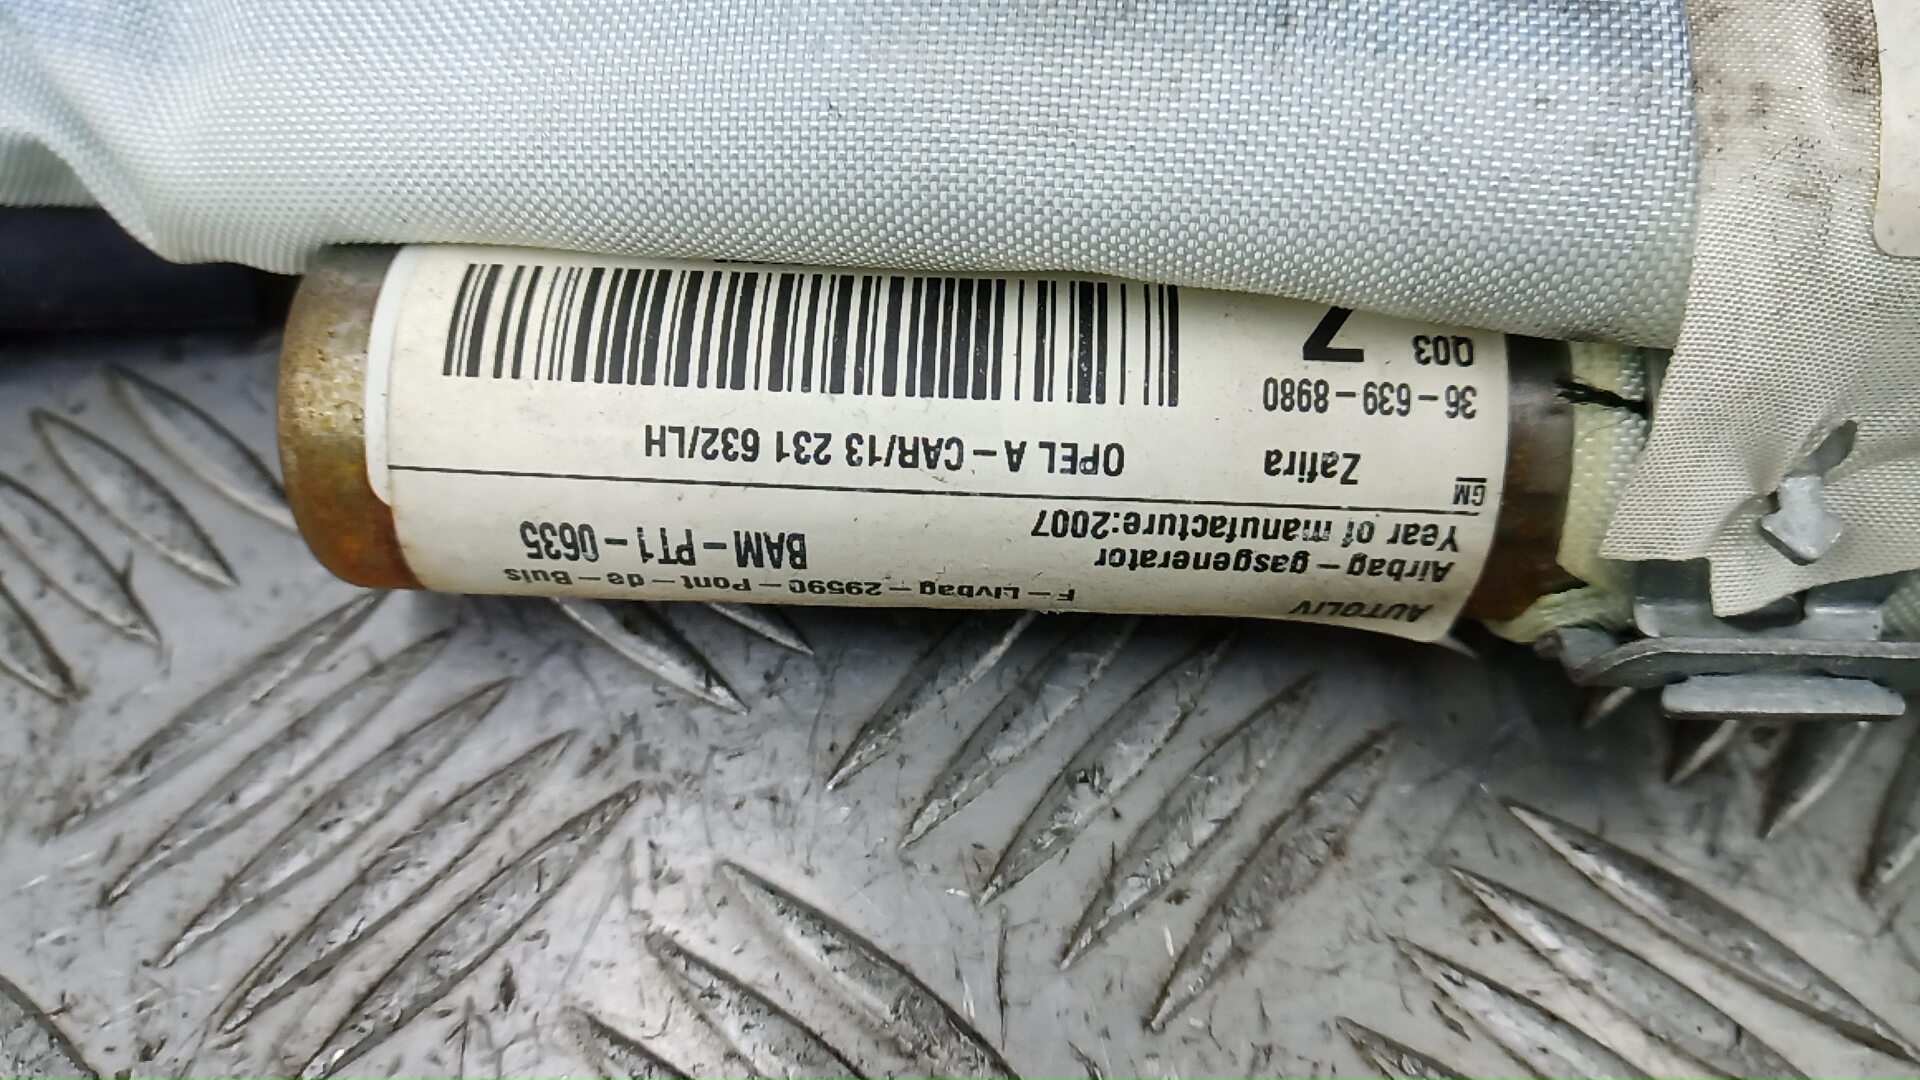 AUTOLIV F – Livbag – 29590 – Pont – de – Buis
Airbag – gasgenerator BAM – PT1 – 0635
Year of manufacture:2007
GM
Zafira OPEL A – CAR/13 231 632/LH
36 – 639 – 8980
Q03 7